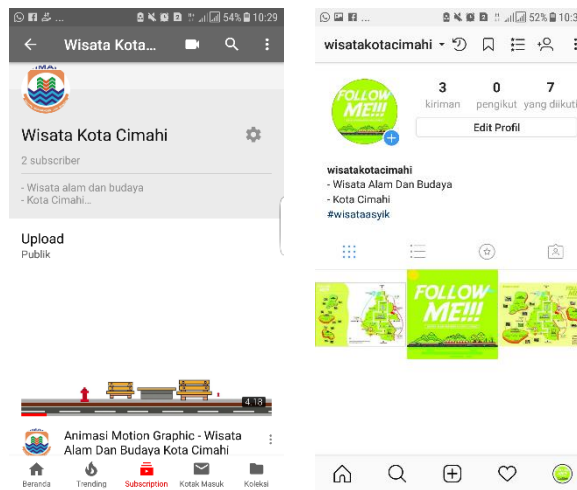 54% 10:29
Wisata Kota...
Wisata Kota Cimahi
2 subscriber
- Wisata alam dan budaya
- Kota Cimahi...
Upload
Publik
4.18
Animasi Motion Graphic - Wisata
Alam Dan Budaya Kota Cimahi
Beranda Trending Subscription Kotak Masuk Koleksi
52% 10:3
wisatakotacimahi
3 0 7
kiriman pengikut yang diikuti
FOLLOW
ME!!!
Edit Profil
wisatakotacimahi
- Wisata Alam Dan Budaya
- Kota Cimahi
#wisataasyik
FOLLOW
ME!!!